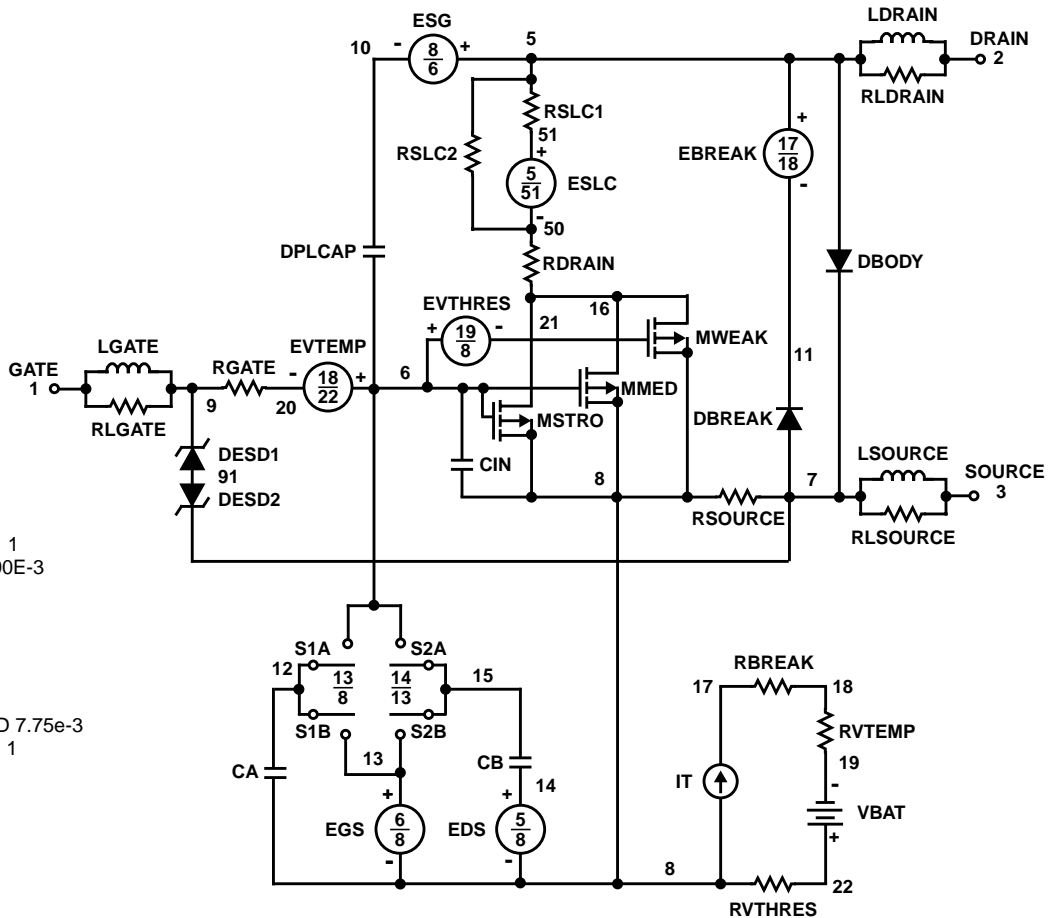 ESG
10
-
8
6
+
5
LDRAIN
DRAIN
2
RLDRAIN
RSLC1
51
RSLC2
+
5
51
ESLC
-
50
+
17
18
EBREAK
-
DPLCAP
RDRAIN
DBODY
EVTHRES
+
19
8
-
21
16
MWEAK
11
LGATE
GATE
1
RLGATE
9
RGATE
20
EVTEMP
-
18
22
+
6
MMED
MSTRO
DBREAK
DESD1
91
DESD2
CIN
8
RSOURCE
7
LSOURCE
SOURCE
3
RLSOURCE
1
00E-3
S1A
S2A
12
13
8
14
13
15
S1B
S2B
13
D 7.75e-3
1
CA
CB
14
+
EGS
6
8
-
+
EDS
5
8
-
8
RBREAK
17
18
RVTEMP
19
IT
-
VBAT
+
22
RVTHRES